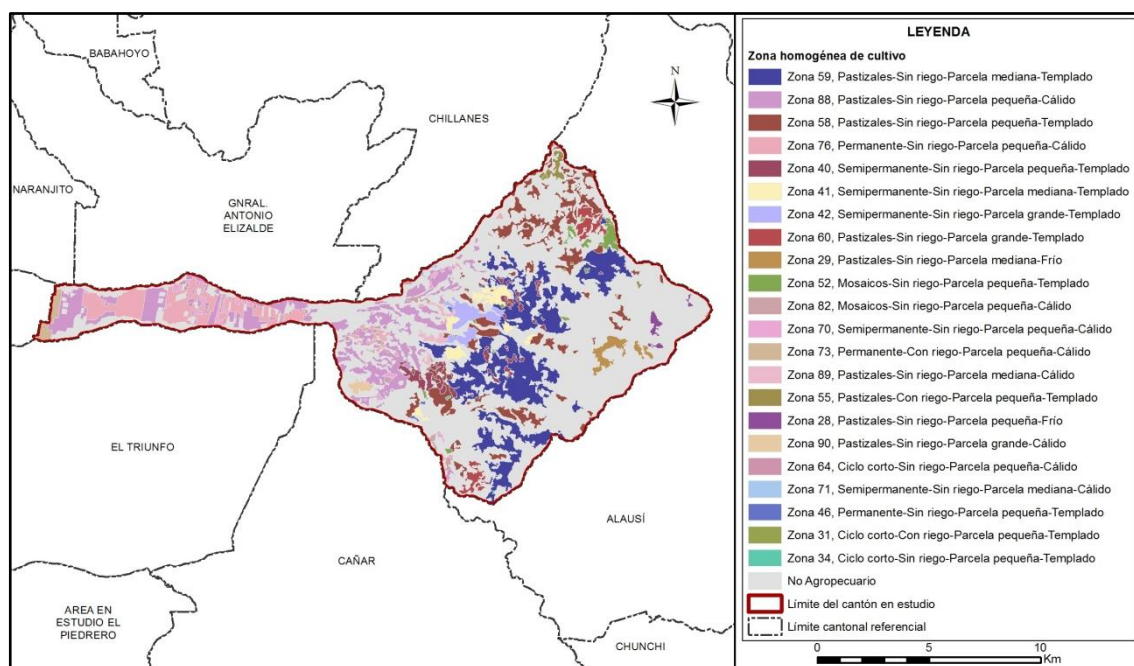 BABAHOYO
CHILLANES
N
NARANJITO
GNRAL.
ANTONIO
ELIZALDE
EL TRIUNFO
ALAUSÍ
CAÑAR
AREA EN
ESTUDIO EL
PIEDRERO
CHUNCHI
LEYENDA
Zona homogénea de cultivo
Zona 59, Pastizales-Sin riego-Parcela mediana-Templado
Zona 88, Pastizales-Sin riego-Parcela pequeña-Cálido
Zona 58, Pastizales-Sin riego-Parcela pequeña-Templado
Zona 76, Permanente-Sin riego-Parcela pequeña-Cálido
Zona 40, Semipermanente-Sin riego-Parcela pequeña-Templado
Zona 41, Semipermanente-Sin riego-Parcela mediana-Templado
Zona 42, Semipermanente-Sin riego-Parcela grande-Templado
Zona 60, Pastizales-Sin riego-Parcela grande-Templado
Zona 29, Pastizales-Sin riego-Parcela mediana-Frío
Zona 52, Mosaicos-Sin riego-Parcela pequeña-Templado
Zona 82, Mosaicos-Sin riego-Parcela pequeña-Cálido
Zona 70, Semipermanente-Sin riego-Parcela pequeña-Cálido
Zona 73, Permanente-Con riego-Parcela pequeña-Cálido
Zona 89, Pastizales-Sin riego-Parcela mediana-Cálido
Zona 55, Pastizales-Con riego-Parcela pequeña-Templado
Zona 28, Pastizales-Sin riego-Parcela pequeña-Frío
Zona 90, Pastizales-Sin riego-Parcela grande-Cálido
Zona 64, Ciclo corto-Sin riego-Parcela pequeña-Cálido
Zona 71, Semipermanente-Sin riego-Parcela mediana-Cálido
Zona 46, Permanente-Sin riego-Parcela pequeña-Templado
Zona 31, Ciclo corto-Con riego-Parcela pequeña-Templado
Zona 34, Ciclo corto-Sin riego-Parcela pequeña-Templado
No Agropecuario
Límite del cantón en estudio
Límite cantonal referencial
0 5 10
Km